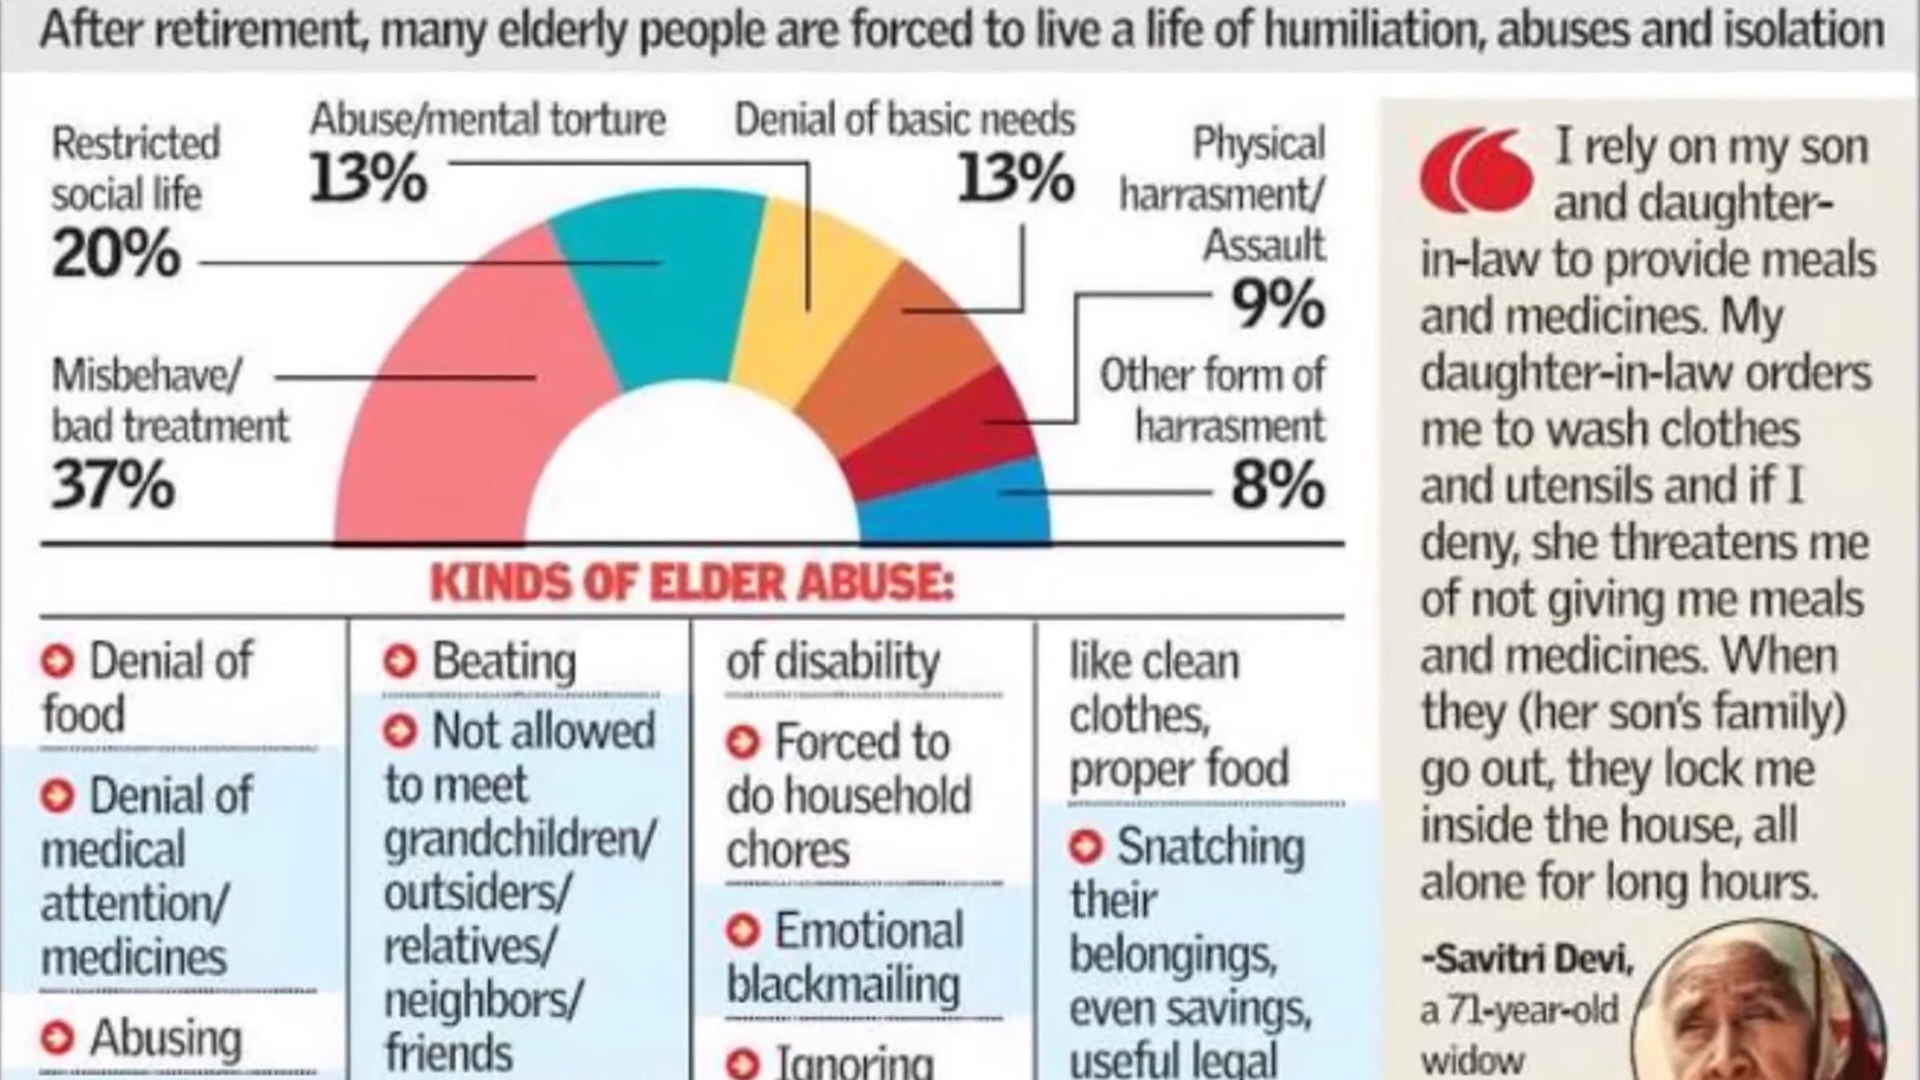 After retirement, many elderly people are forced to live a life of humiliation, abuses and isolation
Restricted
social life
20%
Abuse/mental torture
13%
Denial of basic needs
13%
Physical
harrasment/
Assault
9%
Misbehave/
bad treatment
37%
Other form of
harrasment
8%
KINDS OF ELDER ABUSE:
Denial of
food
Denial of
medical
attention/
medicines
Abusing
Beating
Not allowed
to meet
grandchildren/
outsiders/
relatives/
neighbors/
friends
of disability
Forced to
do household
chores
Emotional
blackmailing
Ignoring
like clean
clothes,
proper food
Snatching
their
belongings,
even savings,
useful legal
I rely on my son
and daughter-
in-law to provide meals
and medicines. My
daughter-in-law orders
me to wash clothes
and utensils and if I
deny, she threatens me
of not giving me meals
and medicines. When
they (her son's family)
go out, they lock me
inside the house, all
alone for long hours.
-Savitri Devi,
a 71-year-old
widow